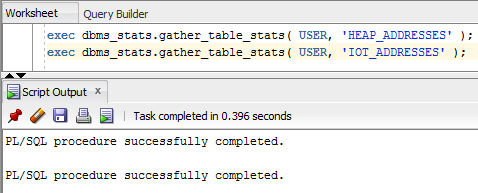 Worksheet Query Builder
exec dbms_stats.gather_table_stats( USER, 'HEAP_ADDRESSES' );
exec dbms_stats.gather_table_stats( USER, 'IOT_ADDRESSES' );
Script Output x
Task completed in 0.396 seconds
PL/SQL procedure successfully completed.
PL/SQL procedure successfully completed.